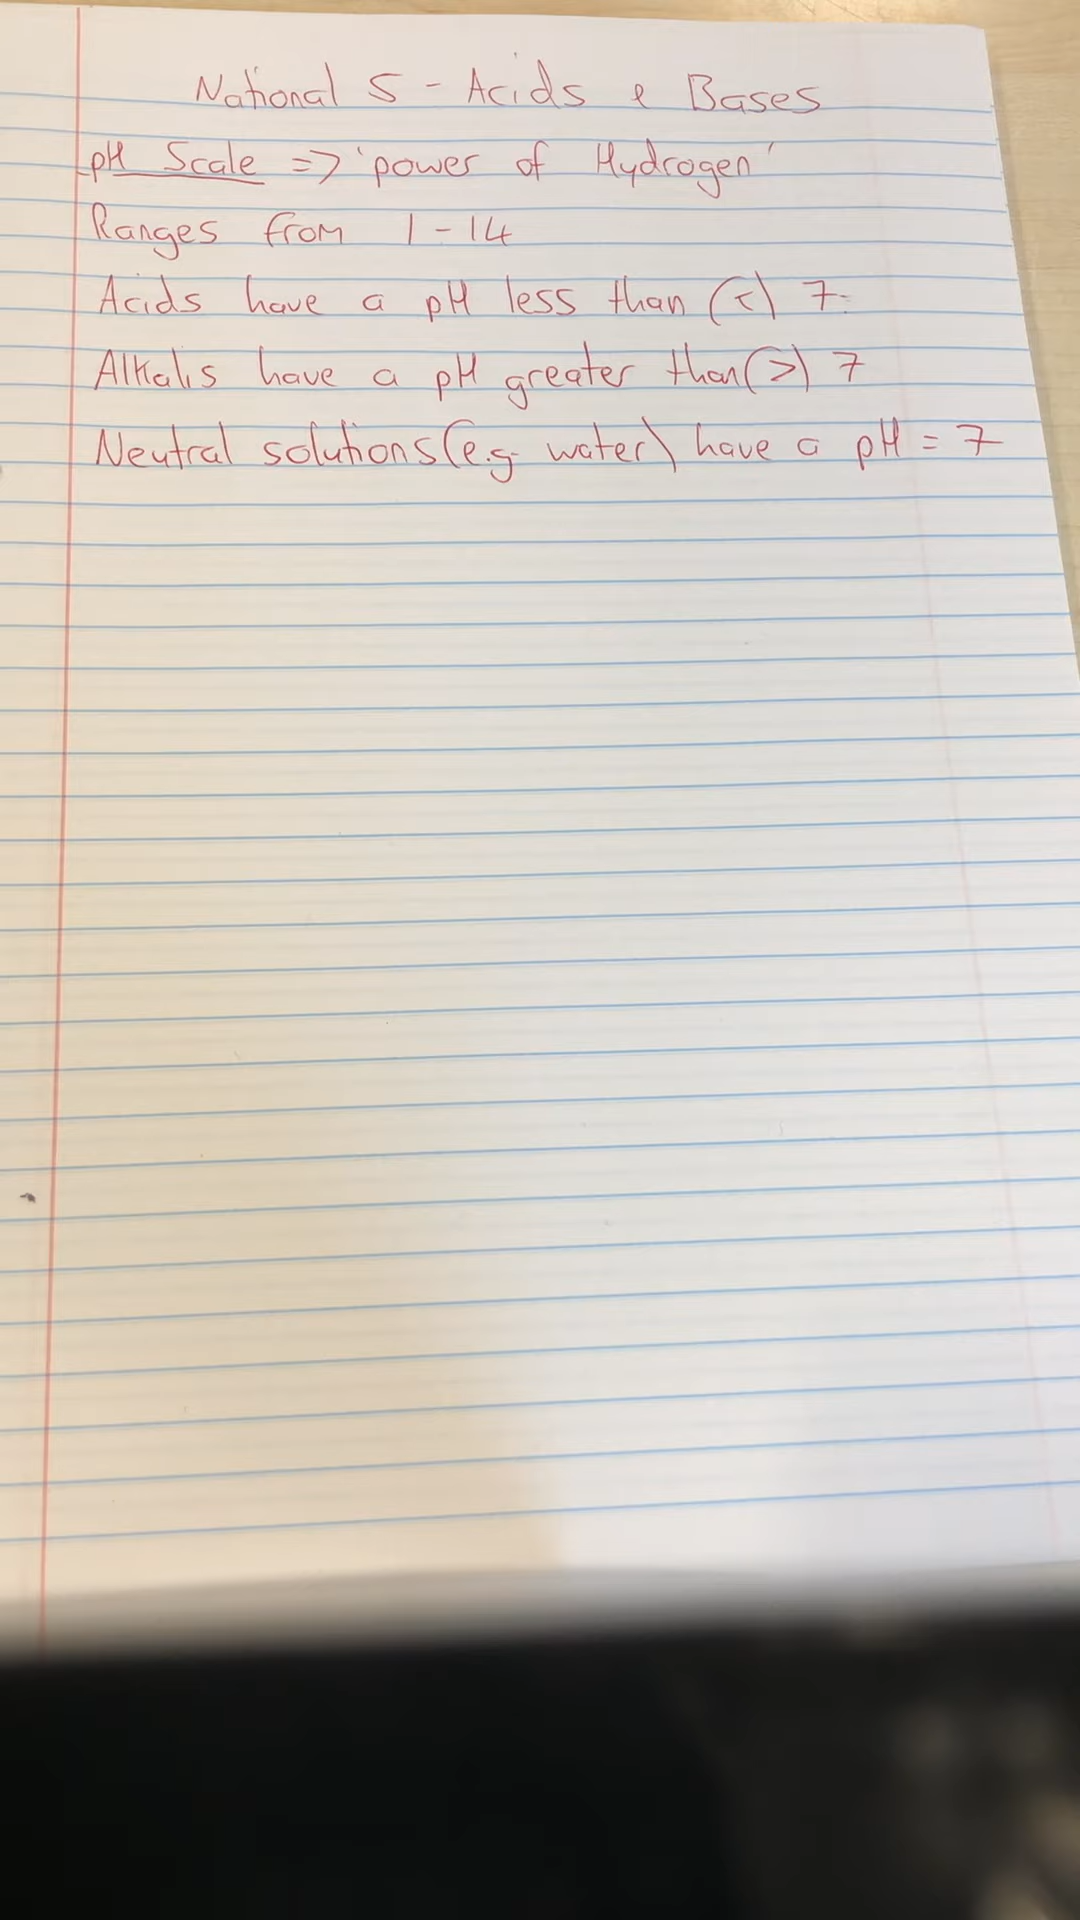 National 5 - Acids & Bases
pH Scale => 'power of Hydrogen'
Ranges from 1-14
Acids have a pH less than (<) 7.
Alkalis have a pH greater than (>) 7
Neutral solutions (e.g. water) have a pH = 7